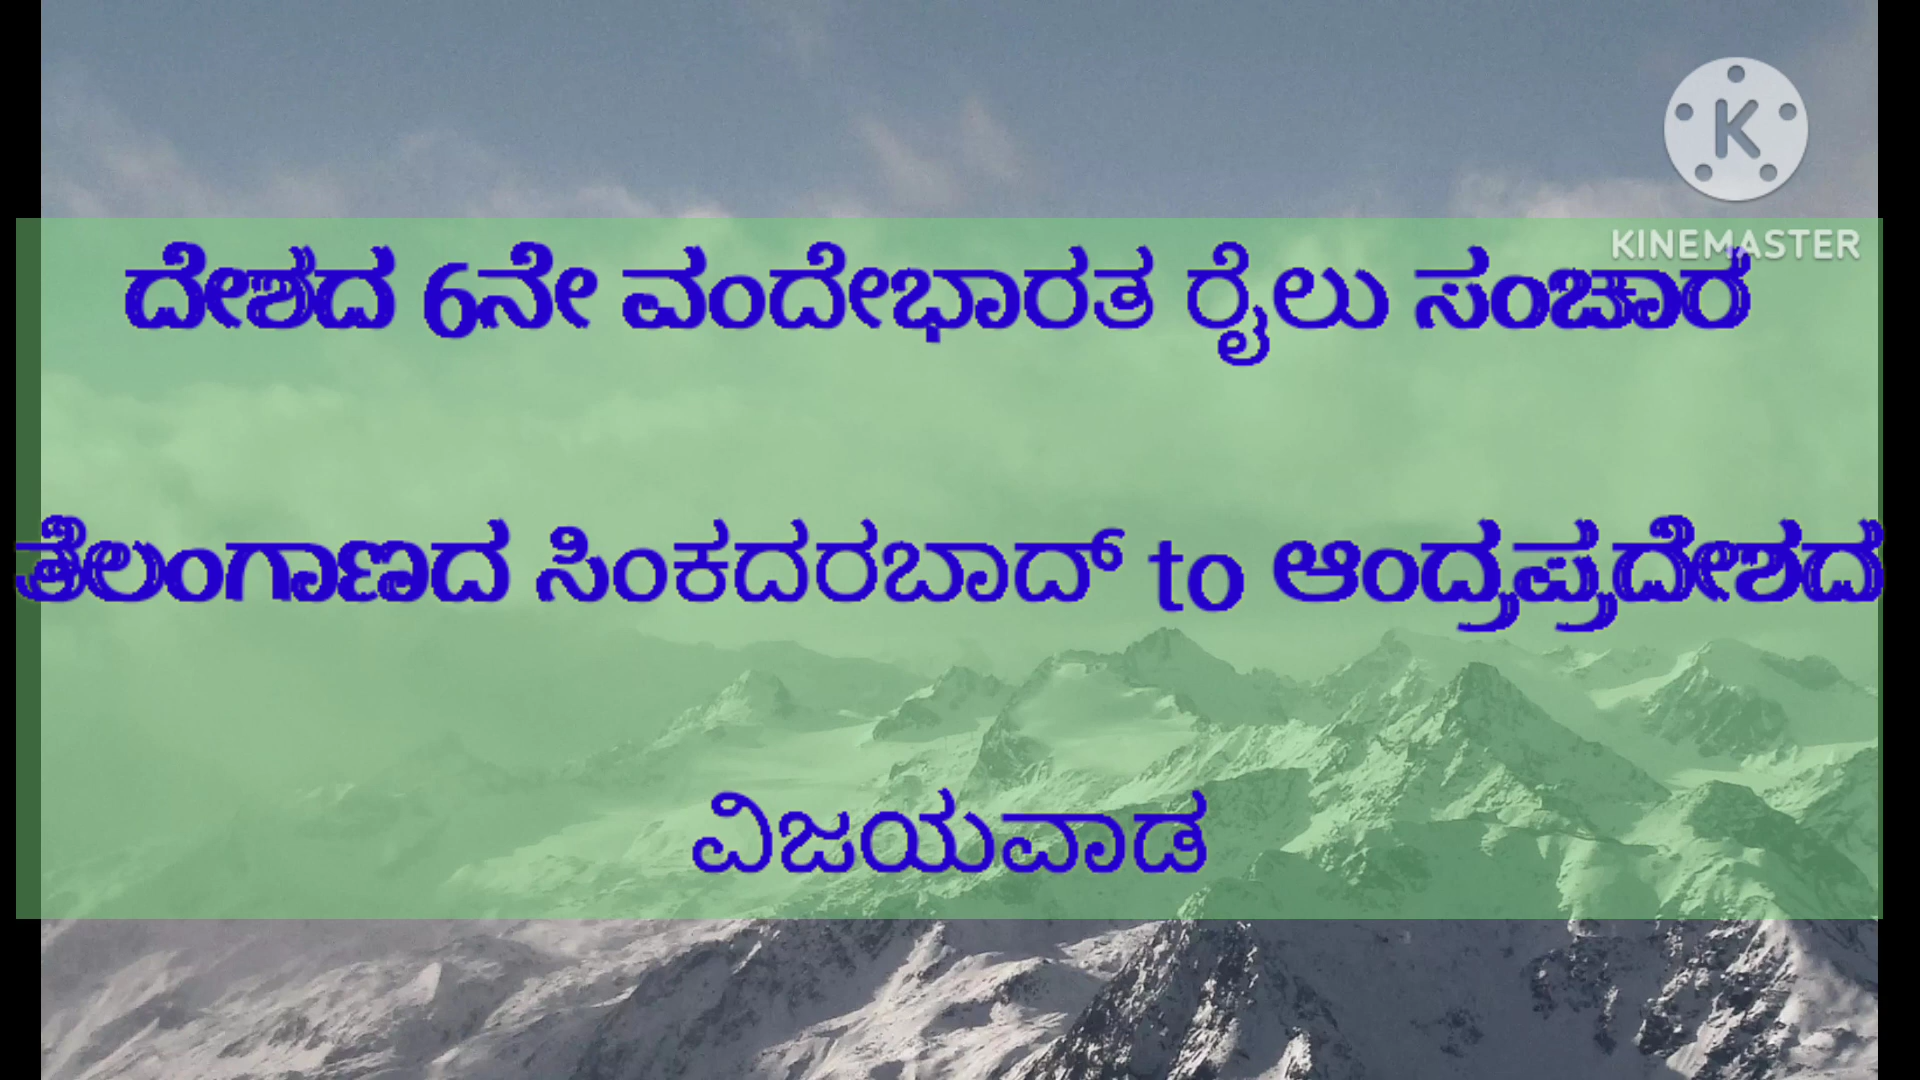 KINEMASTER
ದೇಶದ 6ನೇ ವಂದೇಭಾರತ ರೈಲು ಸಂಚಾರ
ತೆಲಂಗಾಣದ ಸಿಂಕದರಬಾದ್ to ಆಂದ್ರಪ್ರದೇಶದ
ವಿಜಯವಾಡ